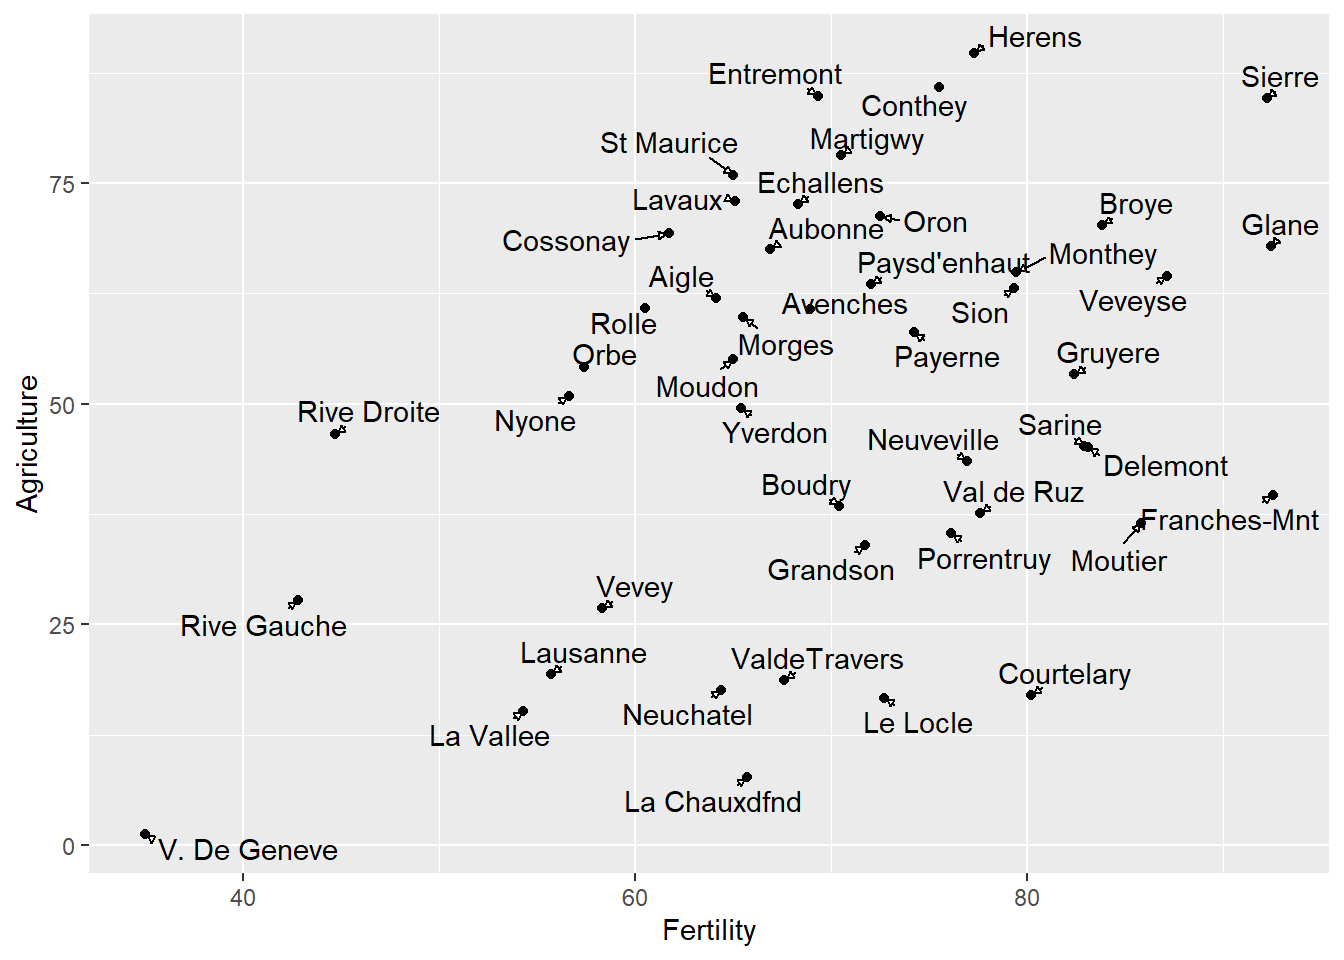 Herens
Entremont
Sierre
Conthey
Martigwy
St Maurice
Echallens
Lavaux
Broye
Oron
Glane
Aubonne
Cossonay
Monthey
Paysd'enhaut
Aigle
Veveyse
Avenches
Sion
Rolle
Morges
Orbe
Gruyere
Payerne
Moudon
Rive Droite
Nyone
Sarine
Yverdon
Neuveville
Delemont
Boudry
Val de Ruz
Franches-Mnt
Porrentruy
Moutier
Grandson
Vevey
Rive Gauche
Lausanne
ValdeTravers
Courtelary
Neuchatel
Le Locle
La Vallee
La Chauxdfnd
V. De Geneve
75
50
25
0
Agriculture
40 60 80
Fertility